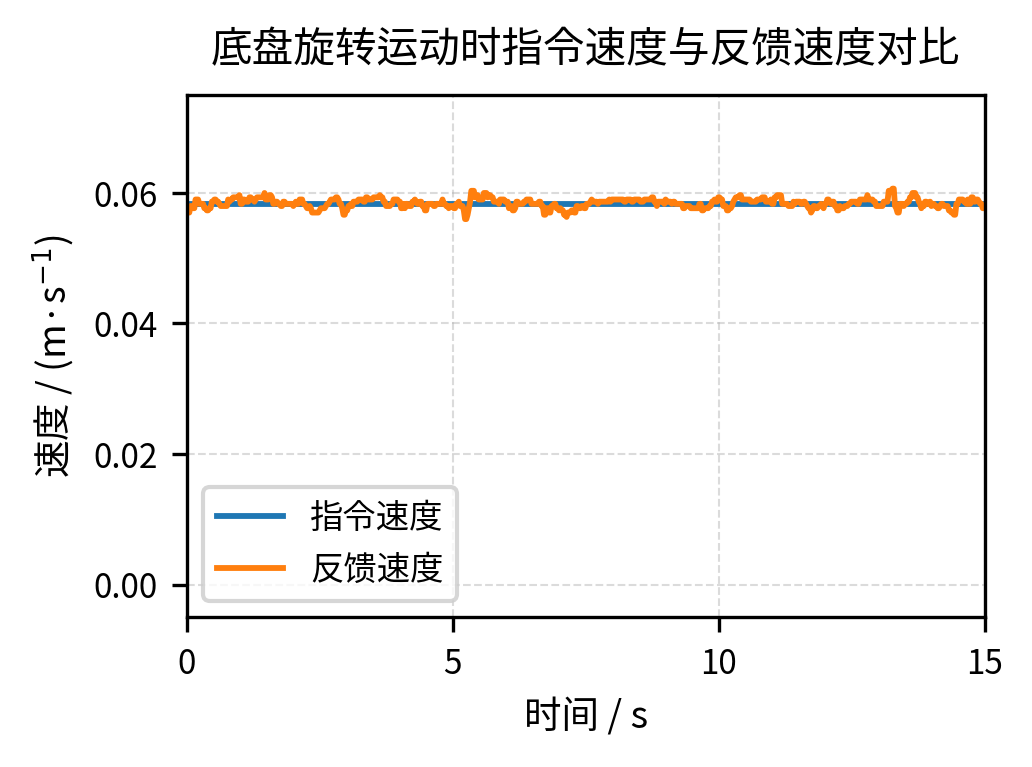 底盘旋转运动时指令速度与反馈速度对比
速度 / (m·s⁻¹)
0.06
0.04
0.02
0.00
指令速度
反馈速度
0 5 10 15
时间 / s